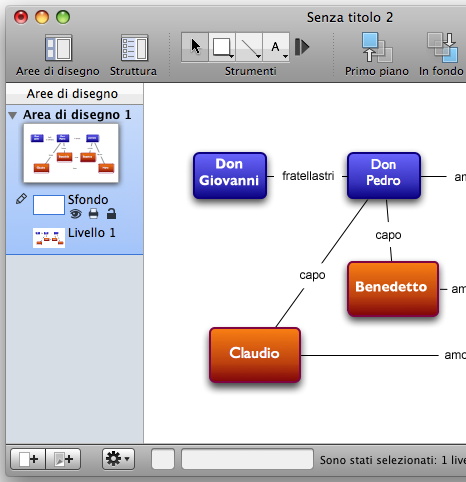 Senza titolo 2
Aree di disegno
Struttura
A
Strumenti
Primo piano
In fondo
Aree di disegno
Area di disegno 1
Sfondo
Livello 1
Don
Giovanni
fratellastri
Don
Pedro
am
capo
capo
Benedetto
am
Claudio
amo
Sono stati selezionati: 1 live